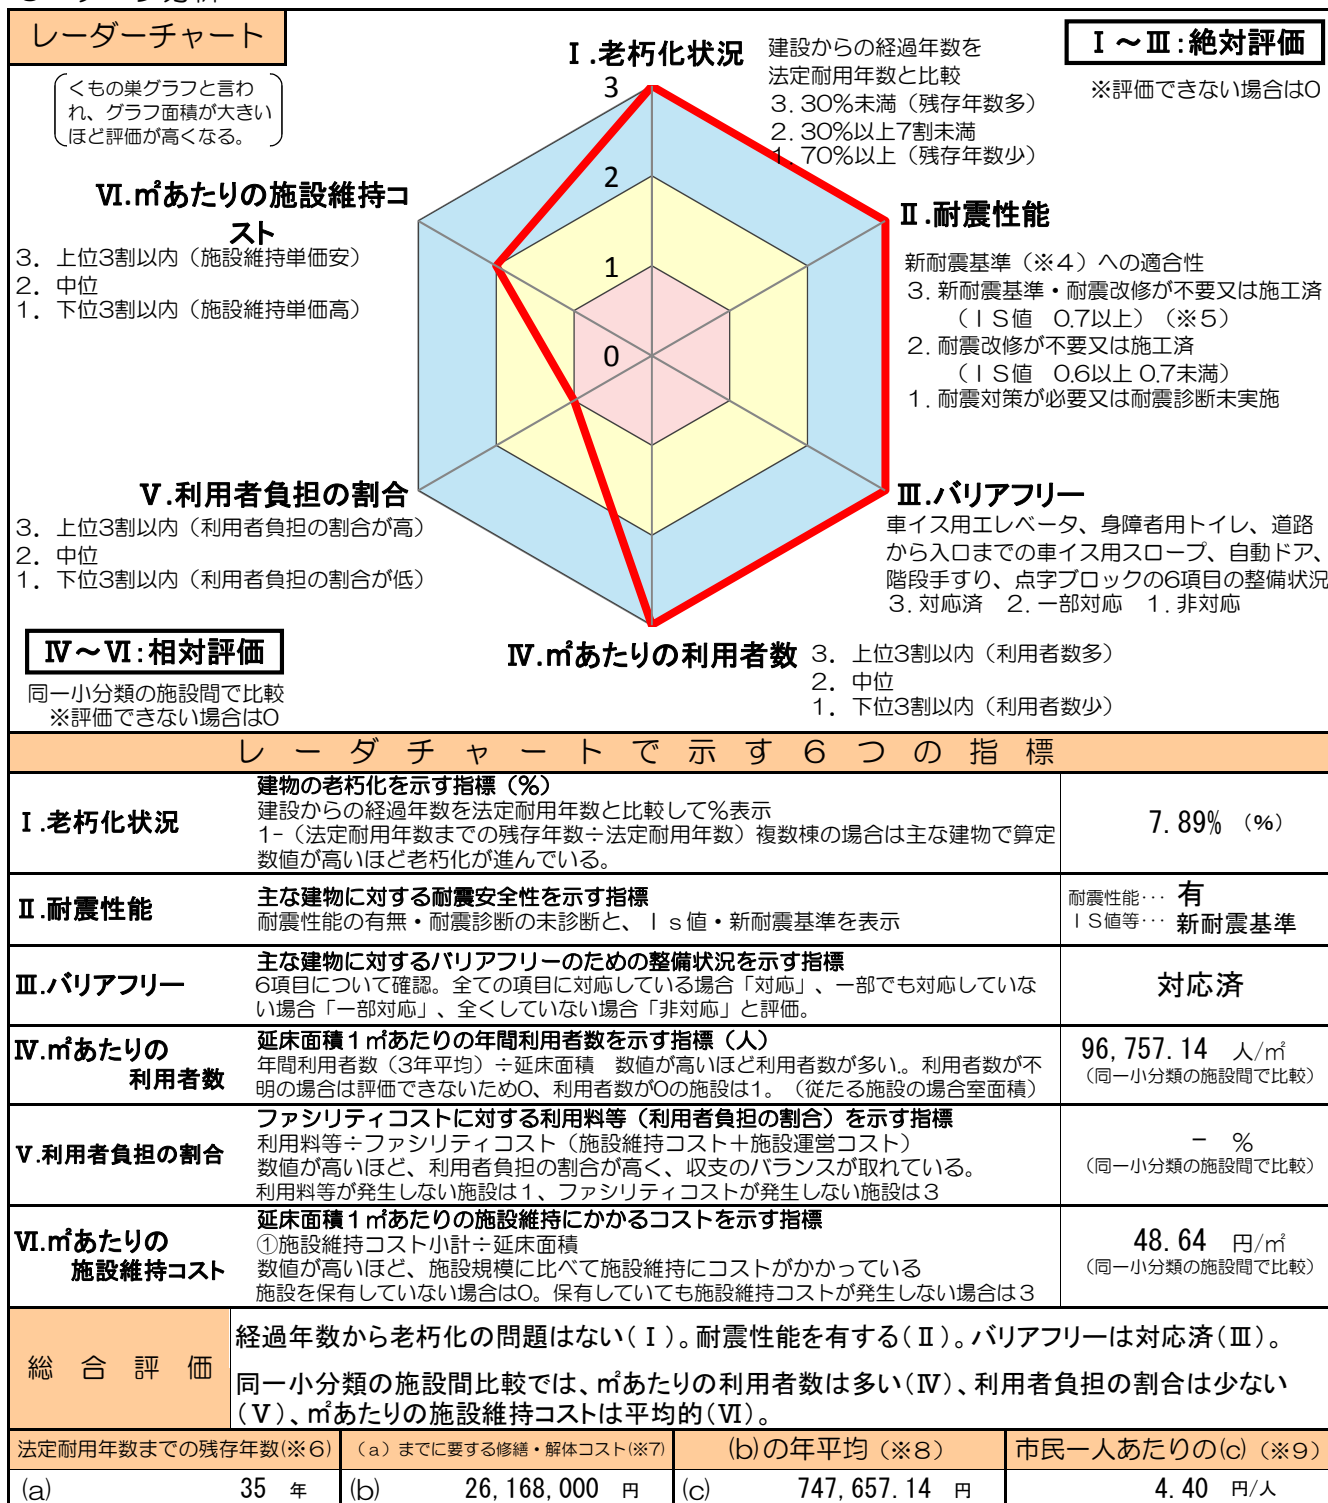 レーダーチャート
くもの巣グラフと言わ
れ、グラフ面積が大きい
ほど評価が高くなる。
Ⅰ～Ⅲ:絶対評価
※評価できない場合は0
Ⅰ.老朽化状況
建設からの経過年数を
法定耐用年数と比較
3. 30%未満（残存年数多）
2. 30%以上7割未満
1. 70%以上（残存年数少）
3
2
1
0
Ⅱ.耐震性能
新耐震基準（※4）への適合性
3. 新耐震基準・耐震改修が不要又は施工済
（ＩＳ値　0.7以上）（※5）
2. 耐震改修が不要又は施工済
（ＩＳ値　0.6以上 0.7未満）
1. 耐震対策が必要又は耐震診断未実施
Ⅵ.㎡あたりの施設維持コ
スト
3. 上位3割以内（施設維持単価安）
2. 中位
1. 下位3割以内（施設維持単価高）
Ⅴ.利用者負担の割合
3. 上位3割以内（利用者負担の割合が高）
2. 中位
1. 下位3割以内（利用者負担の割合が低）
Ⅲ.バリアフリー
車イス用エレベータ、身障者用トイレ、道路
から入口までの車イス用スロープ、自動ドア、
階段手すり、点字ブロックの6項目の整備状況
3. 対応済　2. 一部対応　1. 非対応
Ⅳ～Ⅵ:相対評価
同一小分類の施設間で比較
※評価できない場合は0
Ⅳ.㎡あたりの利用者数
3. 上位3割以内（利用者数多）
2. 中位
1. 下位3割以内（利用者数少）
レーダチャートで示す6つの指標
Ⅰ.老朽化状況
建物の老朽化を示す指標（%）
建設からの経過年数を法定耐用年数と比較して%表示
1-（法定耐用年数までの残存年数÷法定耐用年数）複数棟の場合は主な建物で算定
数値が高いほど老朽化が進んでいる。
7.89%（%）
Ⅱ.耐震性能
主な建物に対する耐震安全性を示す指標
耐震性能の有無・耐震診断の未診断と、Ｉｓ値・新耐震基準を表示
耐震性能… 有
ＩＳ値等… 新耐震基準
Ⅲ.バリアフリー
主な建物に対するバリアフリーのための整備状況を示す指標
6項目について確認。全ての項目に対応している場合「対応」、一部でも対応していな
い場合「一部対応」、全くしていない場合「非対応」と評価。
対応済
Ⅳ.㎡あたりの
利用者数
延床面積１㎡あたりの年間利用者数を示す指標（人）
年間利用者数（3年平均）÷延床面積　数値が高いほど利用者数が多い。利用者数が不
明の場合は評価できないため0、利用者数が0の施設は1。（従たる施設の場合室面積）
96,757.14 人/㎡
（同一小分類の施設間で比較）
Ⅴ.利用者負担の割合
ファシリティコストに対する利用料等（利用者負担の割合）を示す指標
利用料等÷ファシリティコスト（施設維持コスト＋施設運営コスト）
数値が高いほど、利用者負担の割合が高く、収支のバランスが取れている。
利用料等が発生しない施設は１、ファシリティコストが発生しない施設は３
- %
（同一小分類の施設間で比較）
Ⅵ.㎡あたりの
施設維持コスト
延床面積１㎡あたりの施設維持にかかるコストを示す指標
①施設維持コスト小計÷延床面積
数値が高いほど、施設規模に比べて施設維持にコストがかかっている
施設を保有していない場合は0。保有していても施設維持コストが発生しない場合は３
48.64 円/㎡
（同一小分類の施設間で比較）
総合評価
経過年数から老朽化の問題はない(Ⅰ)。耐震性能を有する(Ⅱ)。バリアフリーは対応済(Ⅲ)。
同一小分類の施設間比較では、㎡あたりの利用者数は多い(Ⅳ)、利用者負担の割合は少ない
(Ⅴ)、㎡あたりの施設維持コストは平均的(Ⅵ)。
法定耐用年数までの残存年数(※6)
（a）までに要する修繕・解体コスト(※7)
(b)の年平均（※8）
市民一人あたりの(c)（※9）
(a) 35 年
(b) 26,168,000 円
(c) 747,657.14 円
4.40 円/人